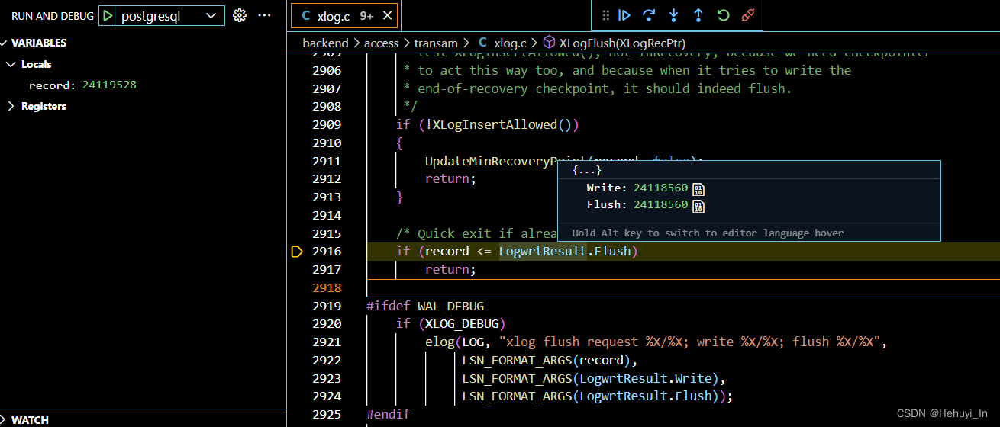 RUN AND DEBUG postgresql
VARIABLES
Locals
record: 24119528
Registers
WATCH
C xlog.c 9+
backend > access > transam > C xlog.c > XLogFlush(XLogRecPtr)
2906 * to act this way too, and because when it tries to write the
2907 * end-of-recovery checkpoint, it should indeed flush.
2908 */
2909 if (!XLogInsertAllowed())
2910 {
2911 UpdateMinRecoveryPoint(record, false);
2912 return;
2913 }
2914
2915 /* Quick exit if alrea
2916 if (record <= LogwrtResult.Flush)
2917 return;
2918
2919 #ifdef WAL_DEBUG
2920 if (XLOG_DEBUG)
2921 elog(LOG, "xlog flush request %X/%X; write %X/%X; flush %X/%X",
2922 LSN_FORMAT_ARGS(record),
2923 LSN_FORMAT_ARGS(LogwrtResult.Write),
2924 LSN_FORMAT_ARGS(LogwrtResult.Flush));
2925 #endif
{...}
Write: 24118560
Flush: 24118560
Hold Alt key to switch to editor language hover
CSDN @Hehuyi_In